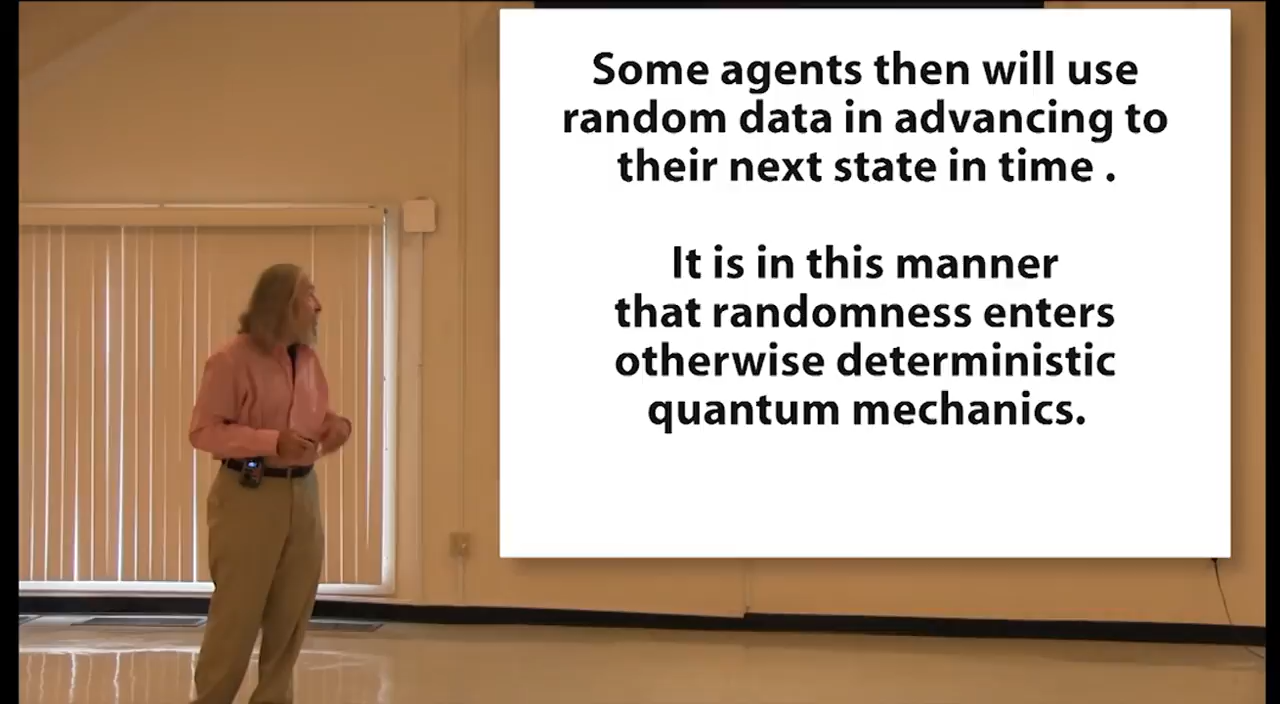 Some agents then will use
random data in advancing to
their next state in time .
It is in this manner
that randomness enters
otherwise deterministic
quantum mechanics.